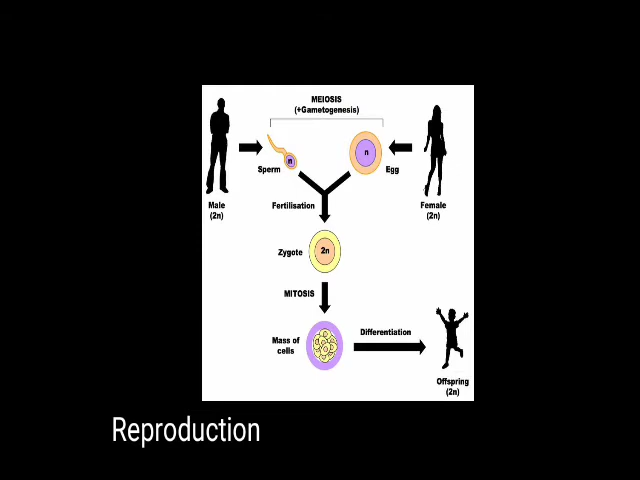 MEIOSIS
(+Gametogenesis)
n
n
Sperm
Egg
Male
(2n)
Fertilisation
Female
(2n)
Zygote
2n
MITOSIS
Mass of
cells
Differentiation
Offspring
(2n)
Reproduction